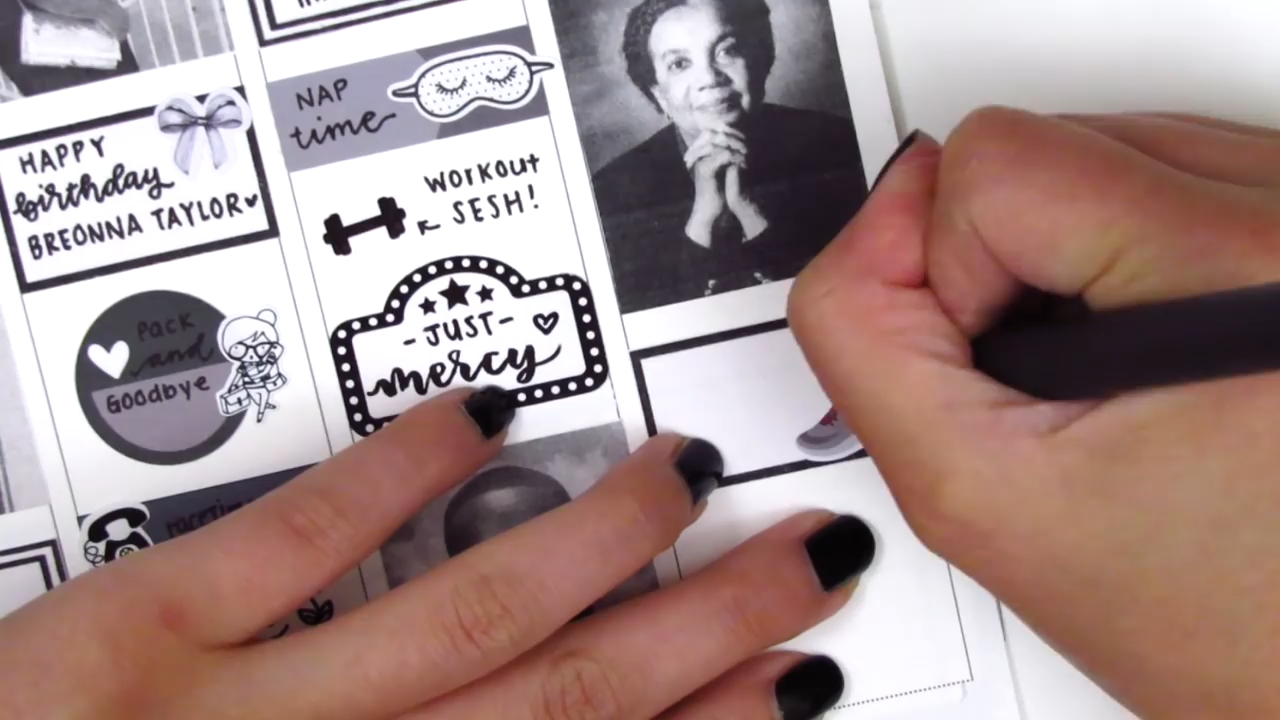 NAP
time
HAPPY
birthday
BREONNA TAYLOR
WORKOUT
SESH!
PACK
and
GOODBYE
-JUST-
mercy